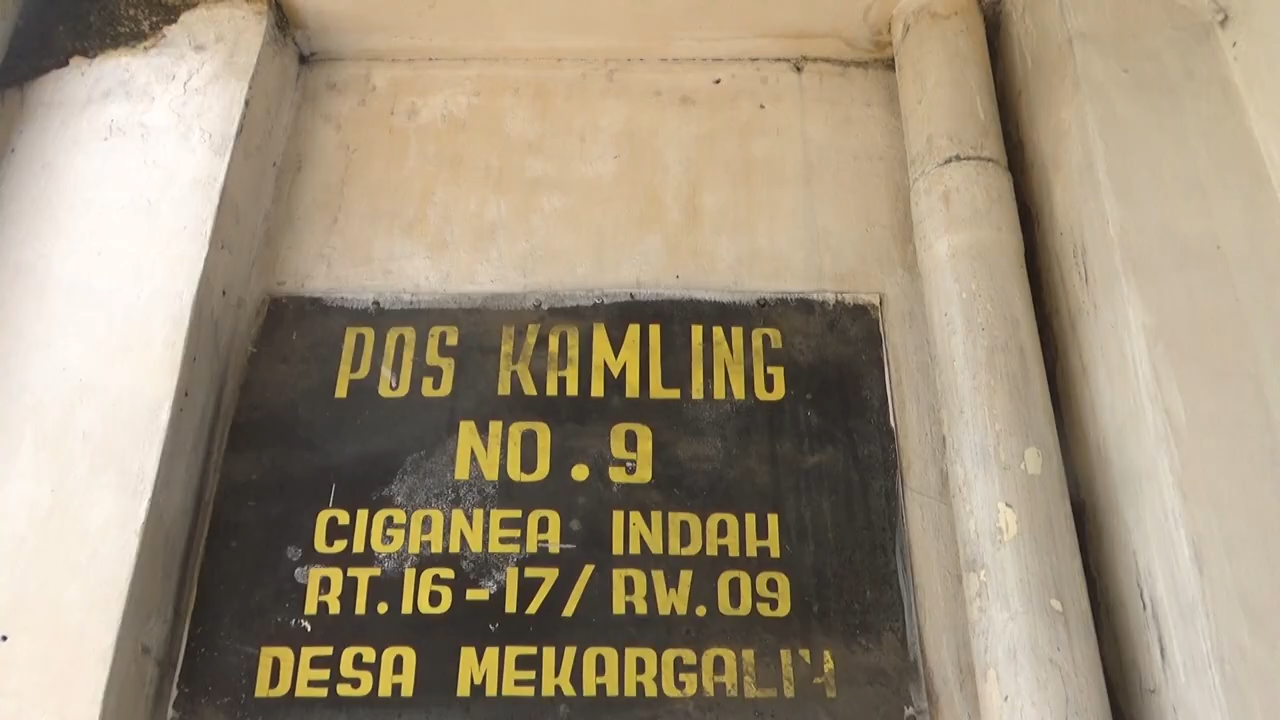 POS KAMLING
NO.9
CIGANEA INDAH
RT.16-17/RW.09
DESA MEKARGALIH